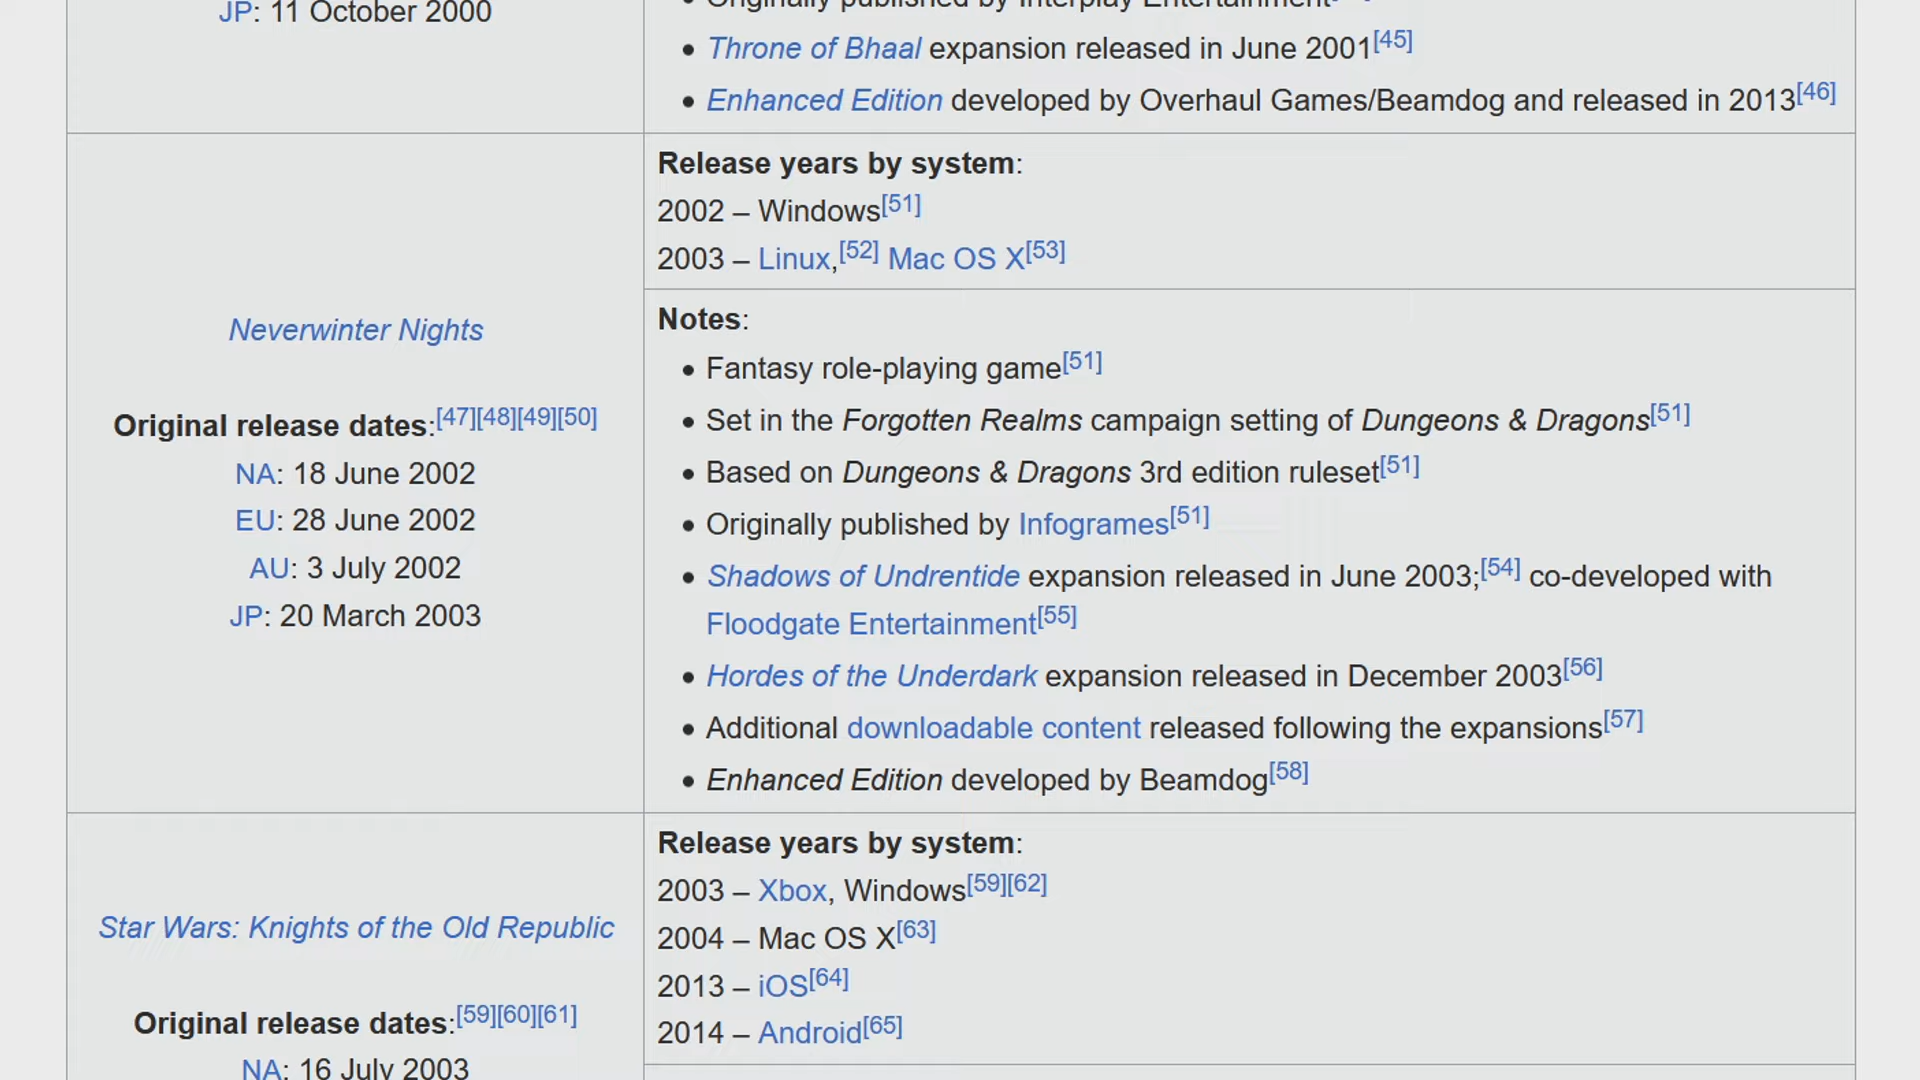 JP: 11 October 2000
Originally published by Interplay Entertainment
Throne of Bhaal expansion released in June 2001[45]
Enhanced Edition developed by Overhaul Games/Beamdog and released in 2013[46]
Neverwinter Nights
Original release dates:[47][48][49][50]
NA: 18 June 2002
EU: 28 June 2002
AU: 3 July 2002
JP: 20 March 2003
Release years by system:
2002 – Windows[51]
2003 – Linux,[52] Mac OS X[53]
Notes:
Fantasy role-playing game[51]
Set in the Forgotten Realms campaign setting of Dungeons & Dragons[51]
Based on Dungeons & Dragons 3rd edition ruleset[51]
Originally published by Infogrames[51]
Shadows of Undrentide expansion released in June 2003;[54] co-developed with
Floodgate Entertainment[55]
Hordes of the Underdark expansion released in December 2003[56]
Additional downloadable content released following the expansions[57]
Enhanced Edition developed by Beamdog[58]
Star Wars: Knights of the Old Republic
Original release dates:[59][60][61]
NA: 16 July 2003
Release years by system:
2003 – Xbox, Windows[59][62]
2004 – Mac OS X[63]
2013 – iOS[64]
2014 – Android[65]